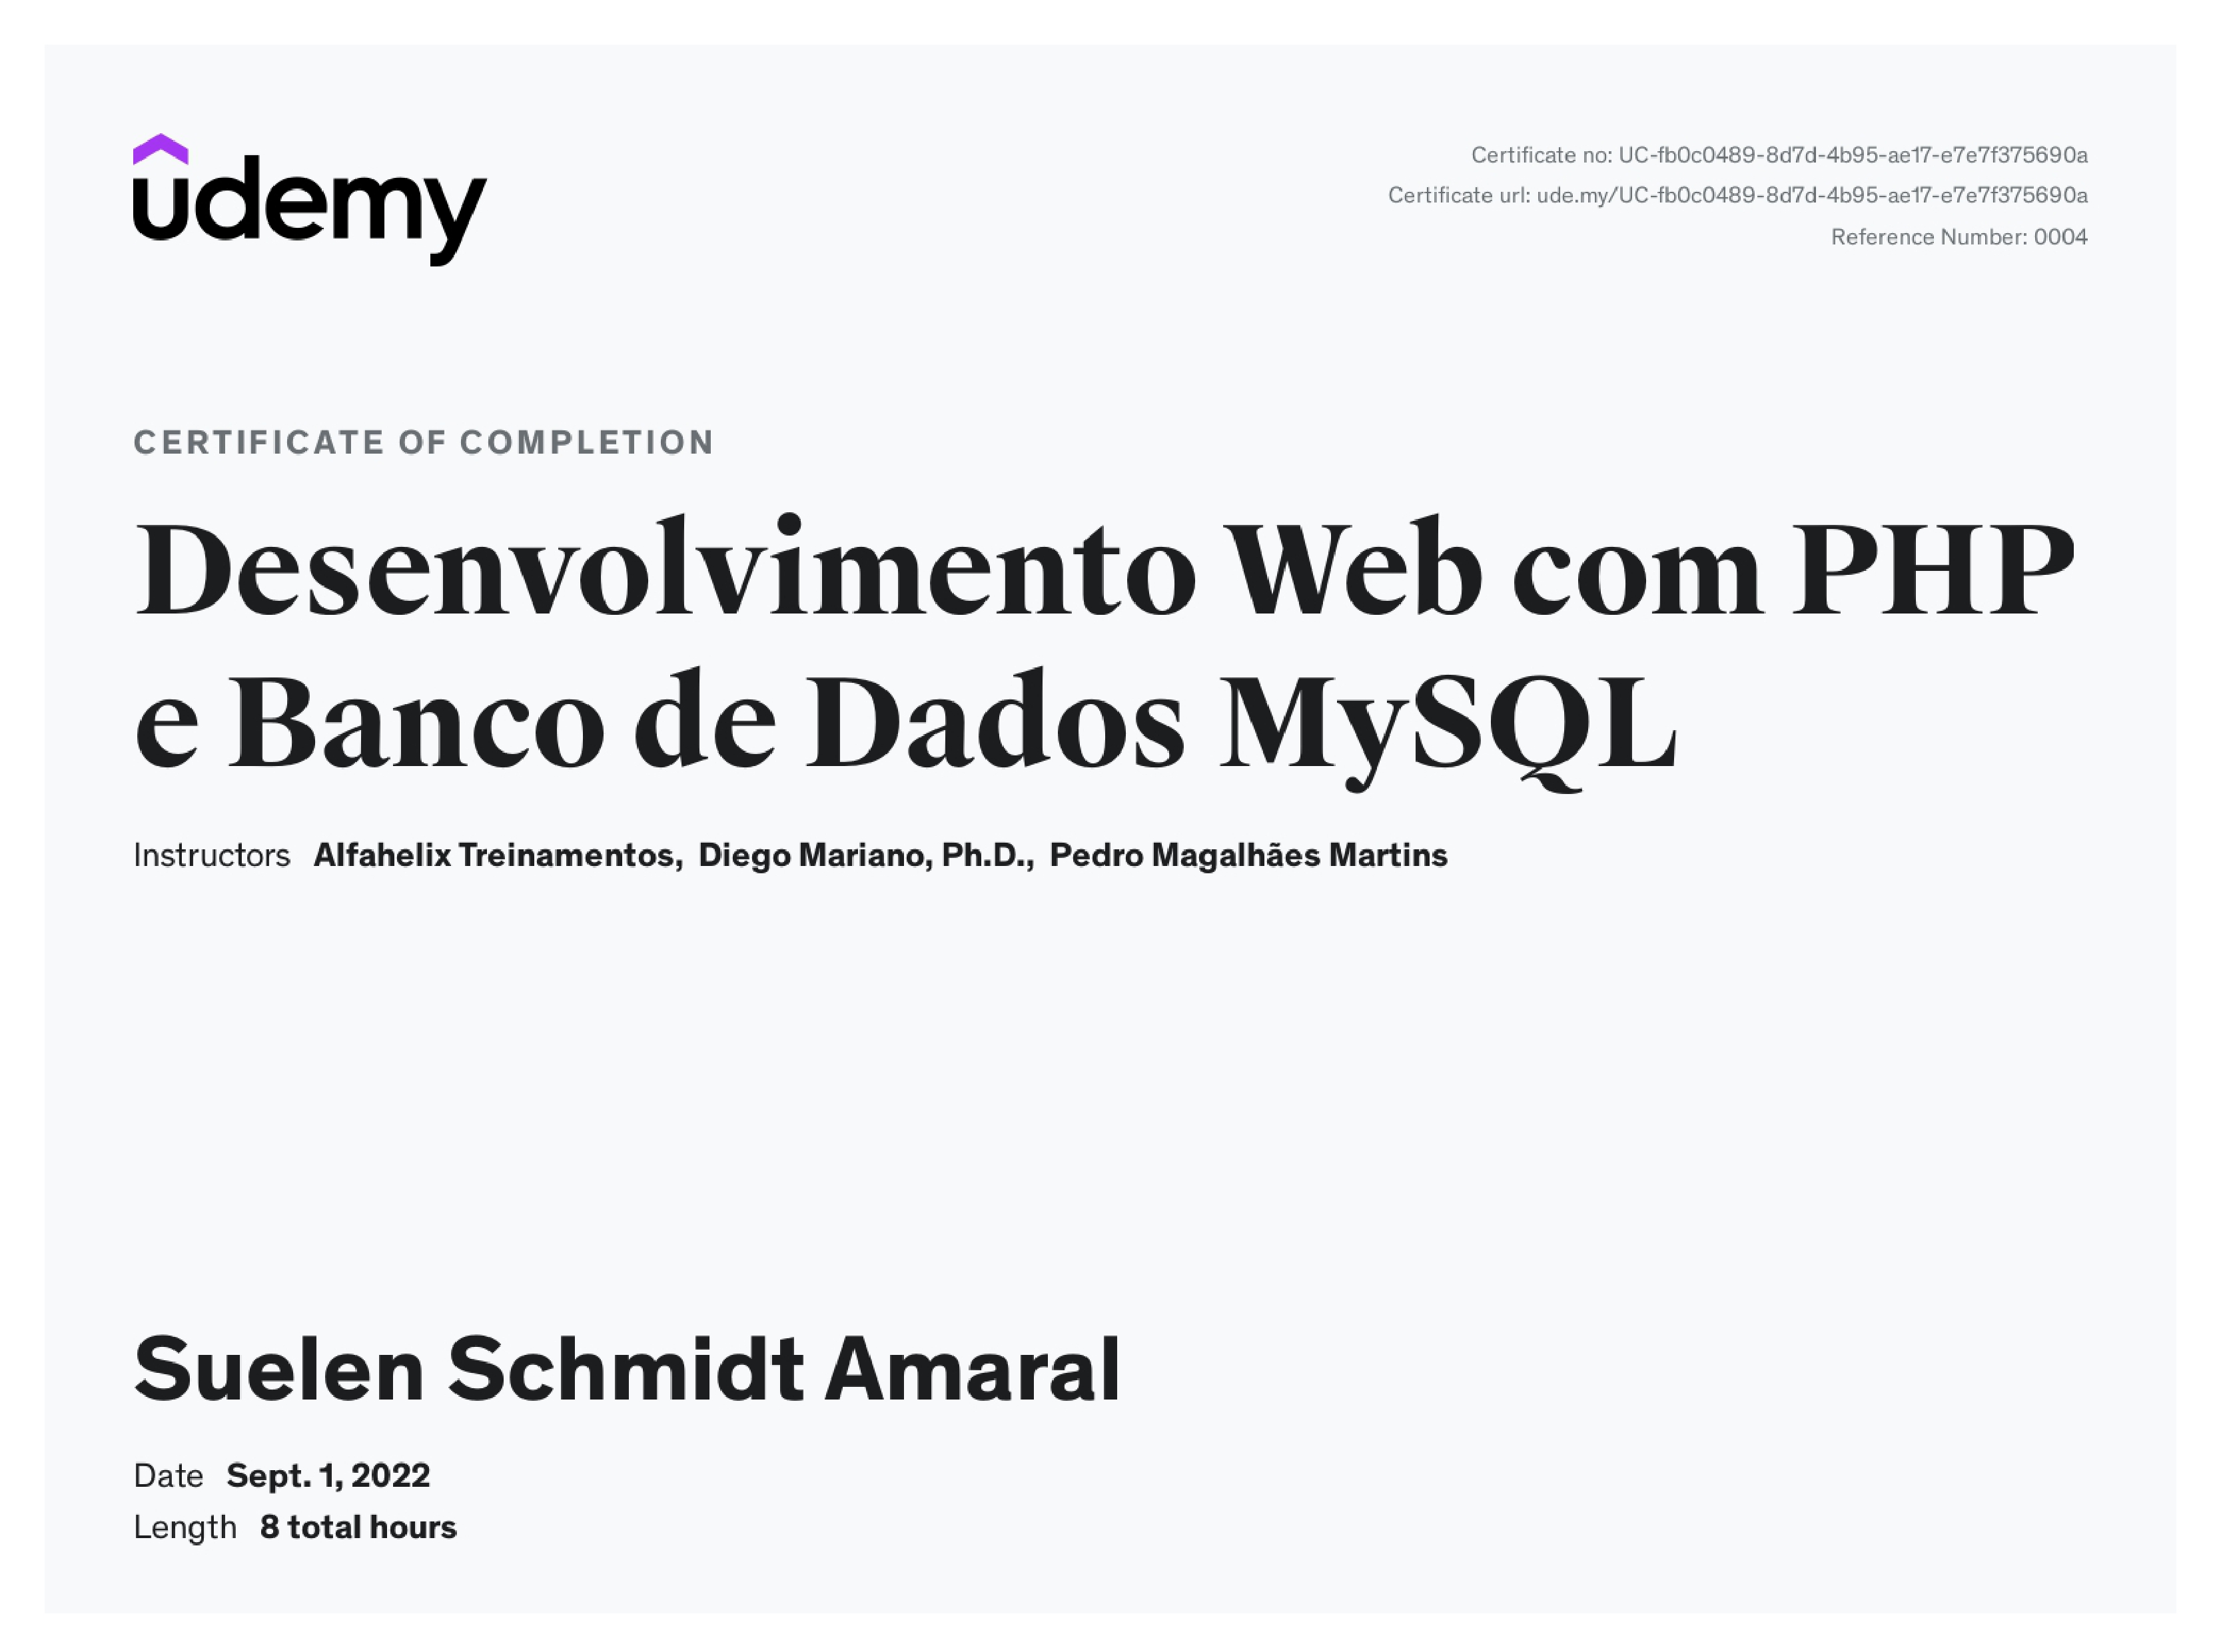 udemy
Certificate no: UC-fb0c0489-8d7d-4b95-ae17-e7e7f375690a
Certificate url: ude.my/UC-fb0c0489-8d7d-4b95-ae17-e7e7f375690a
Reference Number: 0004
CERTIFICATE OF COMPLETION
Desenvolvimento Web com PHP
e Banco de Dados MySQL
Instructors Alfahelix Treinamentos, Diego Mariano, Ph.D., Pedro Magalhães Martins
Suelen Schmidt Amaral
Date Sept. 1, 2022
Length 8 total hours